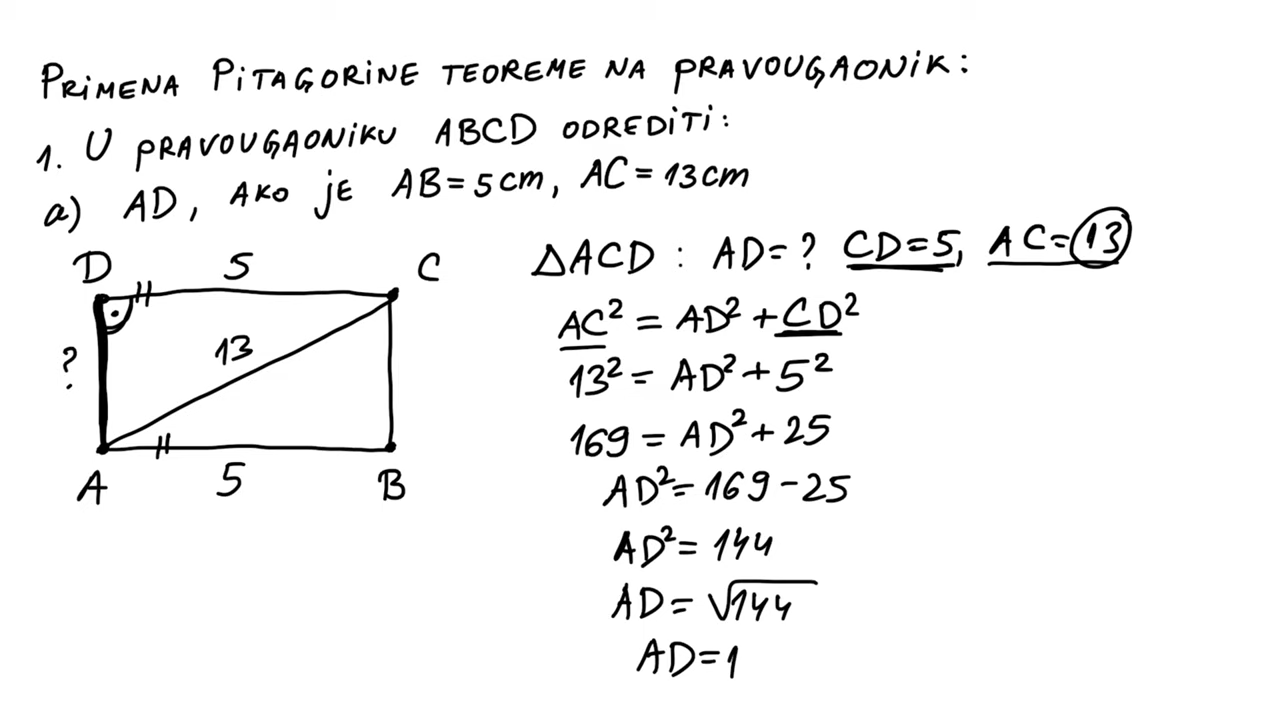 PRIMENA PITAGORINE TEOREME NA PRAVOUGAONIK:
1. U PRAVOUGAONIKU ABCD ODREDITI:
a) AD, AKO JE AB = 5cm, AC = 13cm
D 5 C
?
13
A 5 B
ΔACD : AD = ? CD = 5, AC = 13
AC² = AD² + CD²
13² = AD² + 5²
169 = AD² + 25
AD² = 169 - 25
AD² = 144
AD = √144
AD = 1